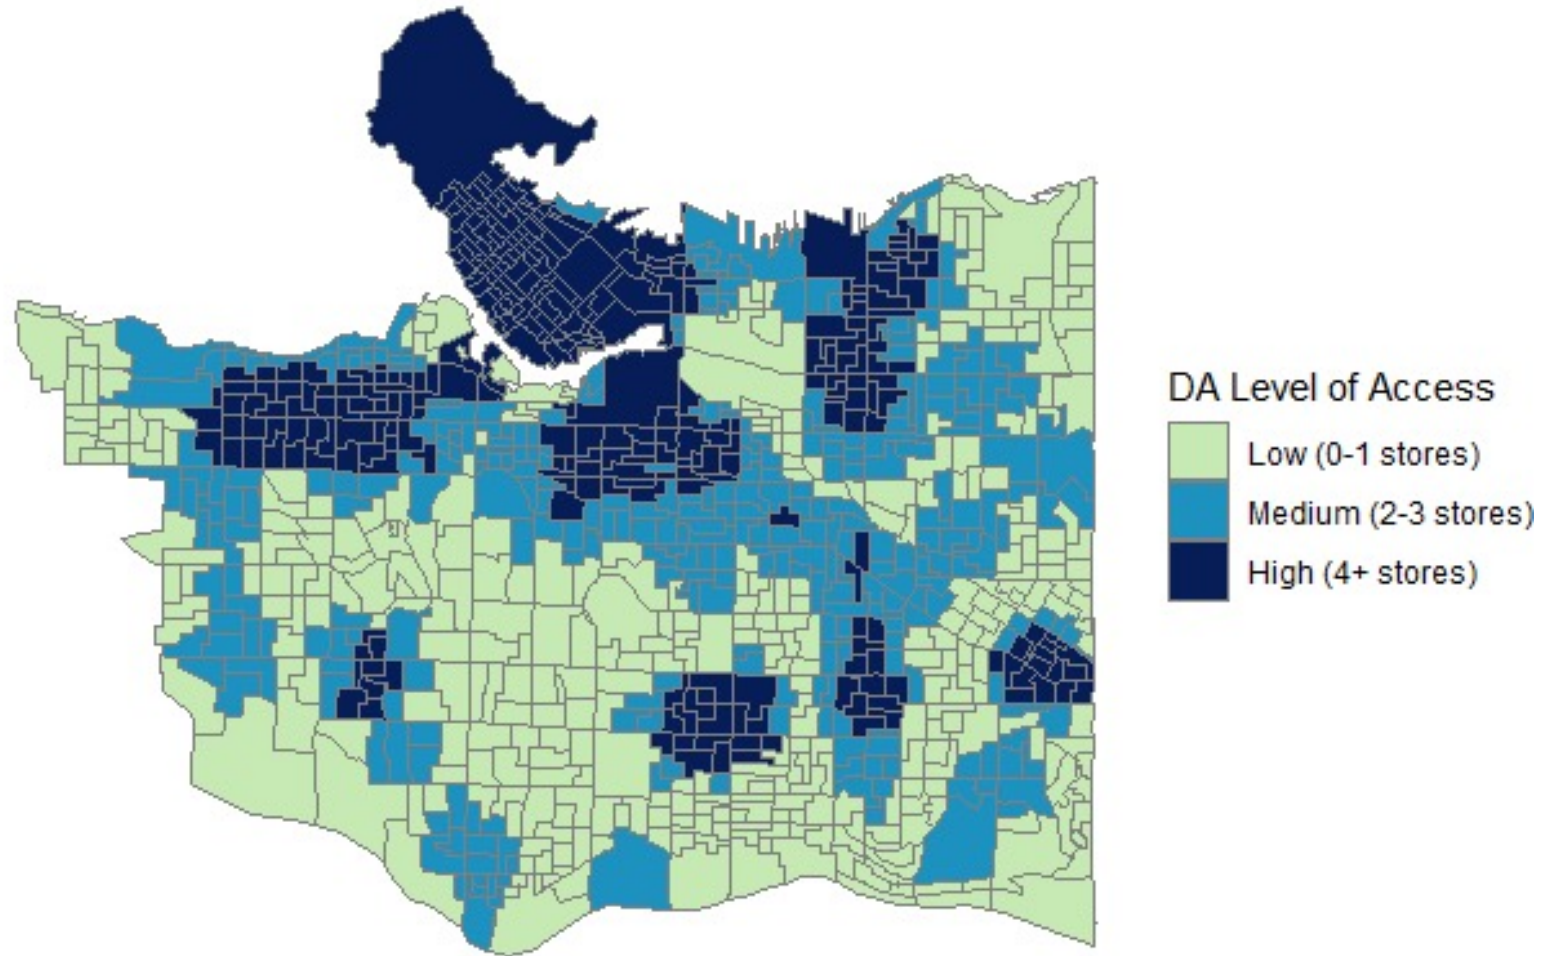 DA Level of Access
Low (0-1 stores)
Medium (2-3 stores)
High (4+ stores)